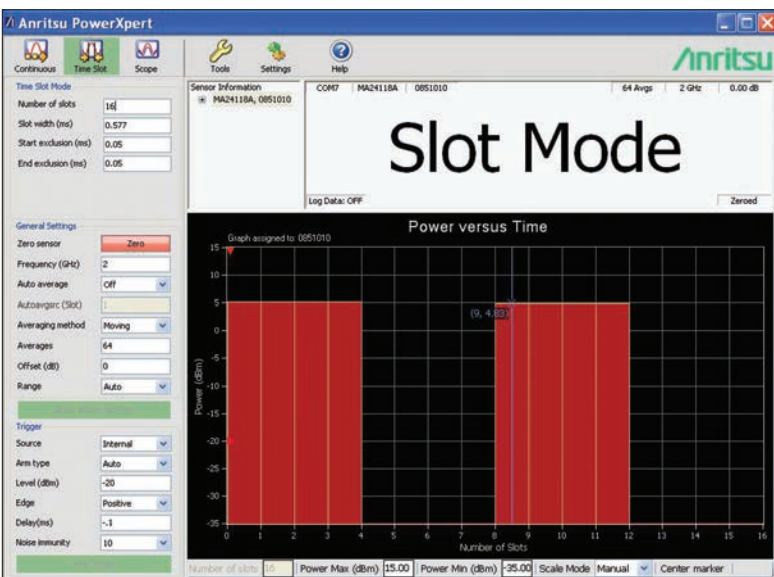 Anritsu PowerXpert
Continuous
Time Slot
Scope
Tools
Settings
Help
Anritsu
Time Slot Mode
Number of slots 16
Slot width (ms) 0.577
Start exclusion (ms) 0.05
End exclusion (ms) 0.05
General Settings
Zero sensor Zero
Frequency (GHz) 2
Auto average Off
Autoavgsrc (Slot) 1
Averaging method Moving
Averages 64
Offset (dB) 0
Range Auto
Trigger
Source Internal
Arm type Auto
Level (dBm) -20
Edge Positive
Delay(ms) -.1
Noise immunity 10
Sensor Information
MA24118A, 0851010
COM7 MA24118A 0851010 64 Avgs 2 GHz 0.00 dB
Slot Mode
Log Data: OFF Zeroed
Power versus Time
Graph assigned to: 0851010
15
10
5
0
-5
-10
-15
-20
-25
-30
-35
Power (dBm)
(9, 4.83)
0 1 2 3 4 5 6 7 8 9 10 11 12 13 14 15 16
Number of Slots
Number of slots 16 Power Max (dBm) 15.00 Power Min (dBm) -35.00 Scale Mode Manual Center marker